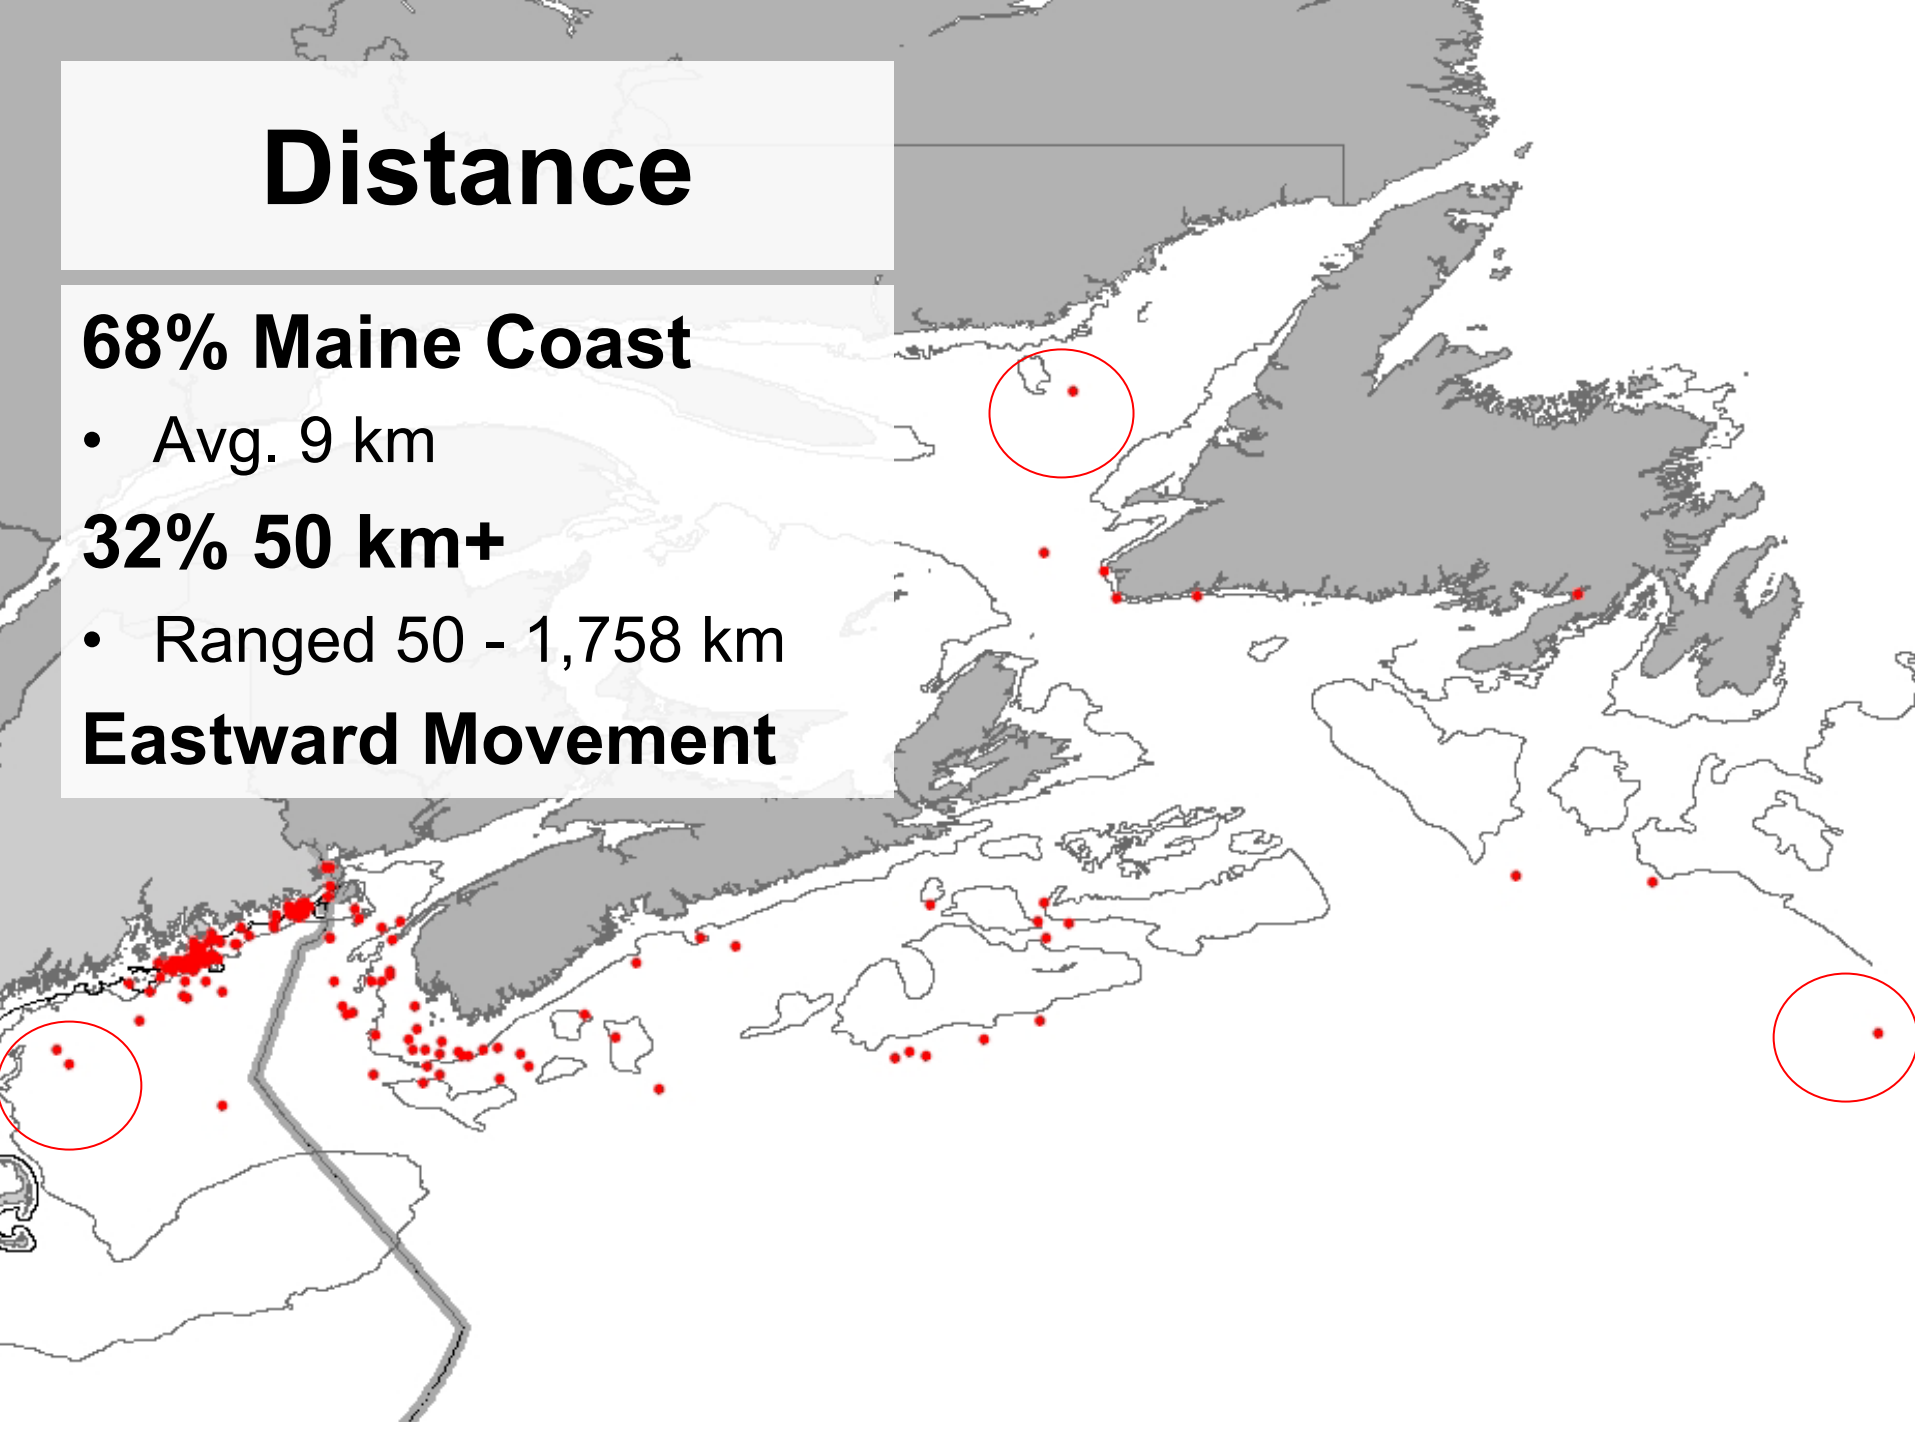 Distance
68% Maine Coast
• Avg. 9 km
32% 50 km+
• Ranged 50 - 1,758 km
Eastward Movement